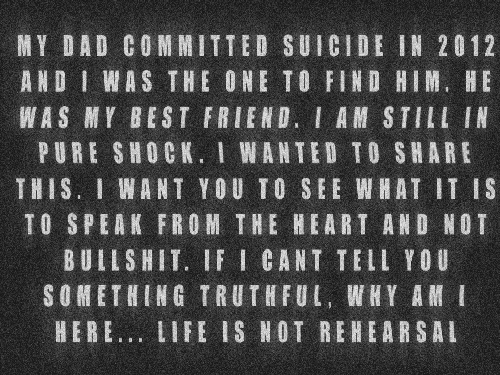 MY DAD COMMITTED SUICIDE IN 2012
AND I WAS THE ONE TO FIND HIM. HE
WAS MY BEST FRIEND. I AM STILL IN
PURE SHOCK. I WANTED TO SHARE
THIS. I WANT YOU TO SEE WHAT IT IS
TO SPEAK FROM THE HEART AND NOT
BULLSHIT. IF I CANT TELL YOU
SOMETHING TRUTHFUL, WHY AM I
HERE... LIFE IS NOT REHEARSAL